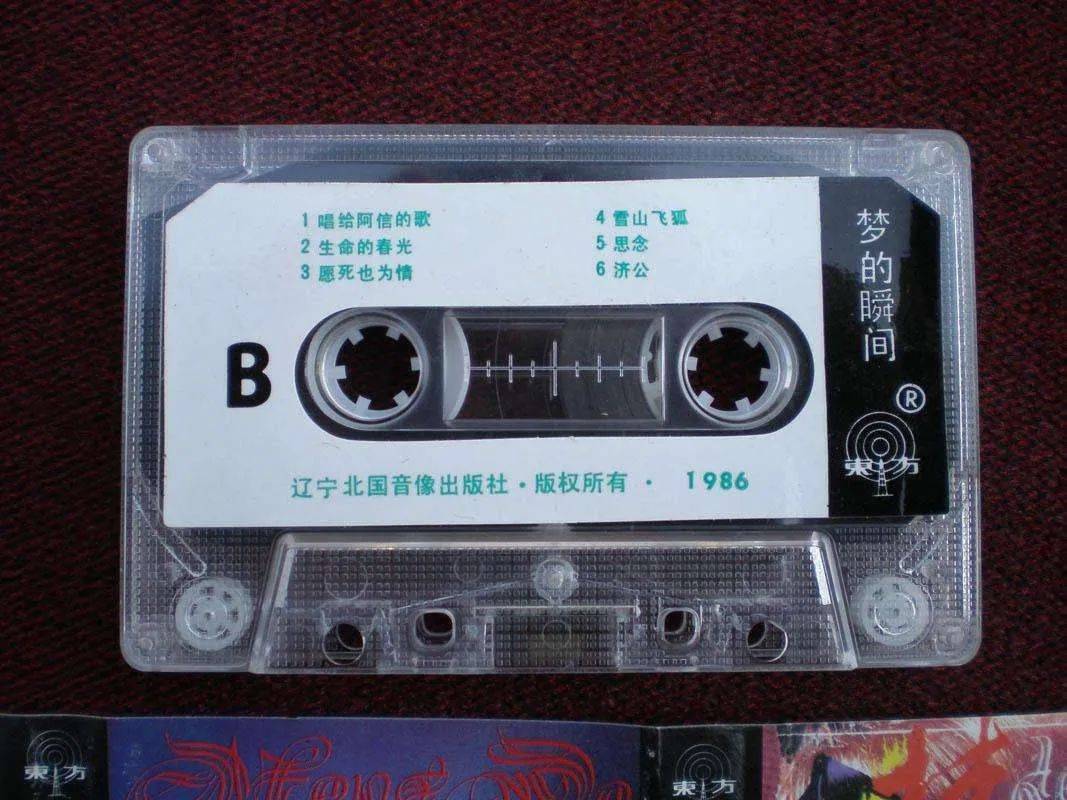 1 唱给阿信的歌
2 生命的春光
3 愿死也为情
4 雪山飞狐
5 思念
6 济公
B
辽宁北国音像出版社·版权所有· 1986
梦的瞬间
®
東方
東方
東方